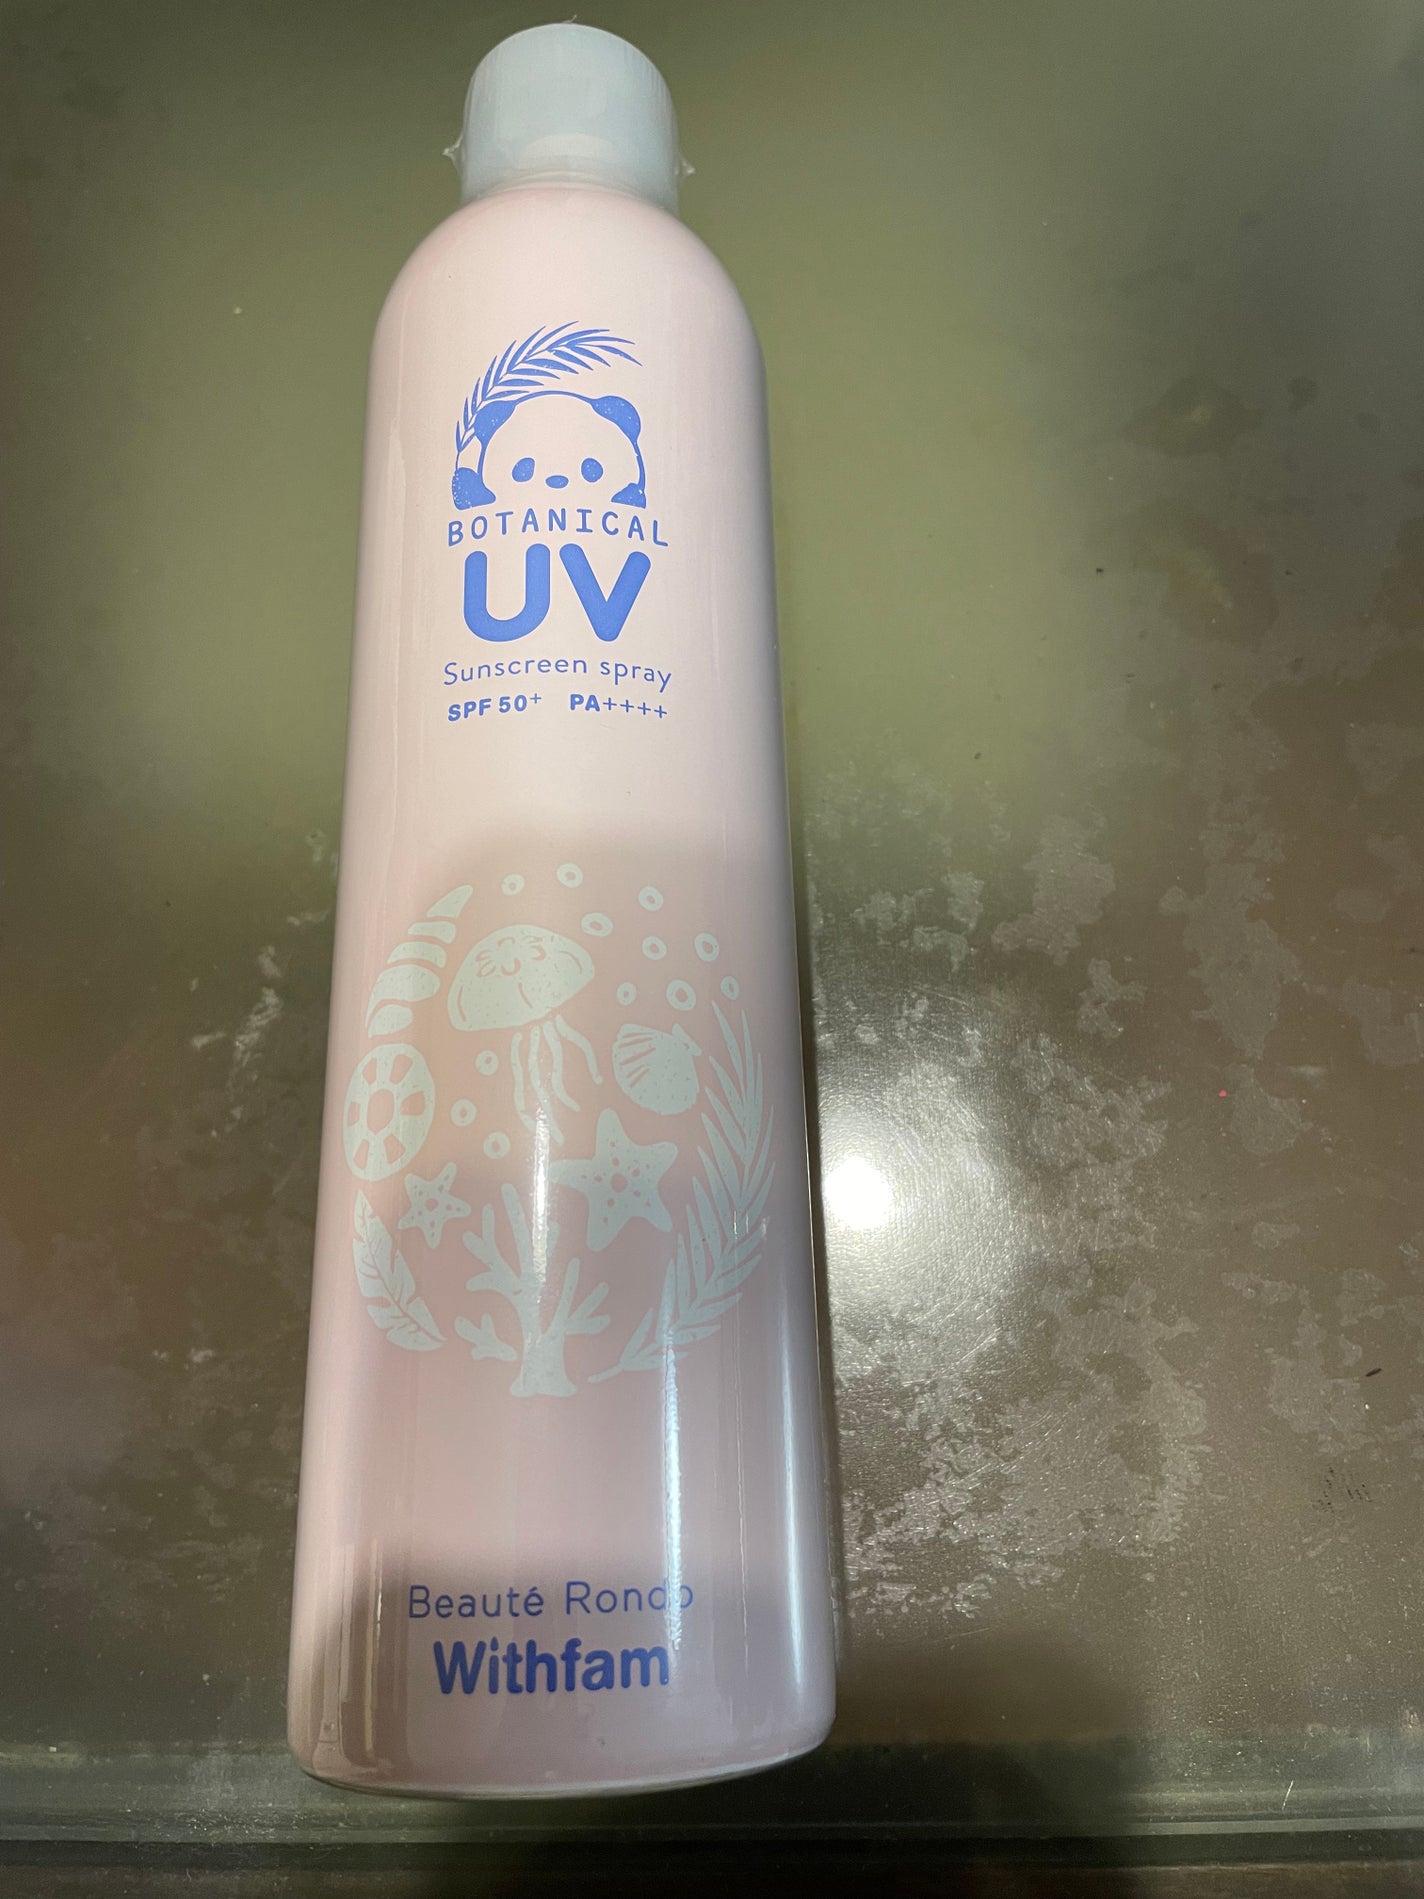 BOTANICAL
UV
Sunscreen spray
SPF 50+ PA++++
Beauté Rondo
Withfam